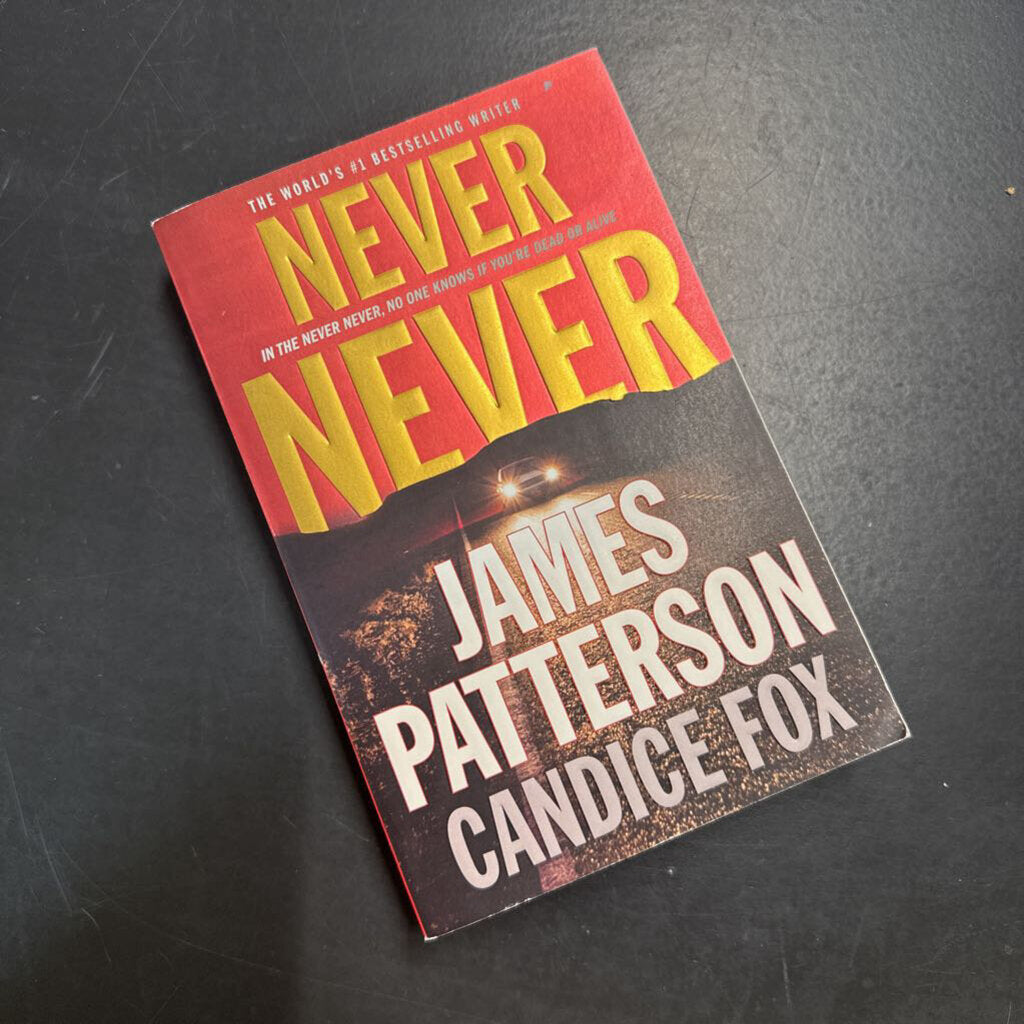 THE WORLD'S #1 BESTSELLING WRITER
NEVER
IN THE NEVER NEVER, NO ONE KNOWS IF YOU'RE DEAD OR ALIVE
NEVER
JAMES
PATTERSON
CANDICE FOX